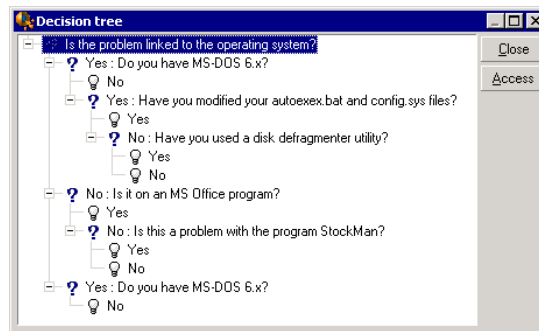 Decision tree
Is the problem linked to the operating system?
Close
Yes : Do you have MS-DOS 6.x?
No
Access
Yes : Have you modified your autoexex.bat and config.sys files?
Yes
No : Have you used a disk defragmenter utility?
Yes
No
No : Is it on an MS Office program?
Yes
No : Is this a problem with the program StockMan?
Yes
No
Yes : Do you have MS-DOS 6.x?
No